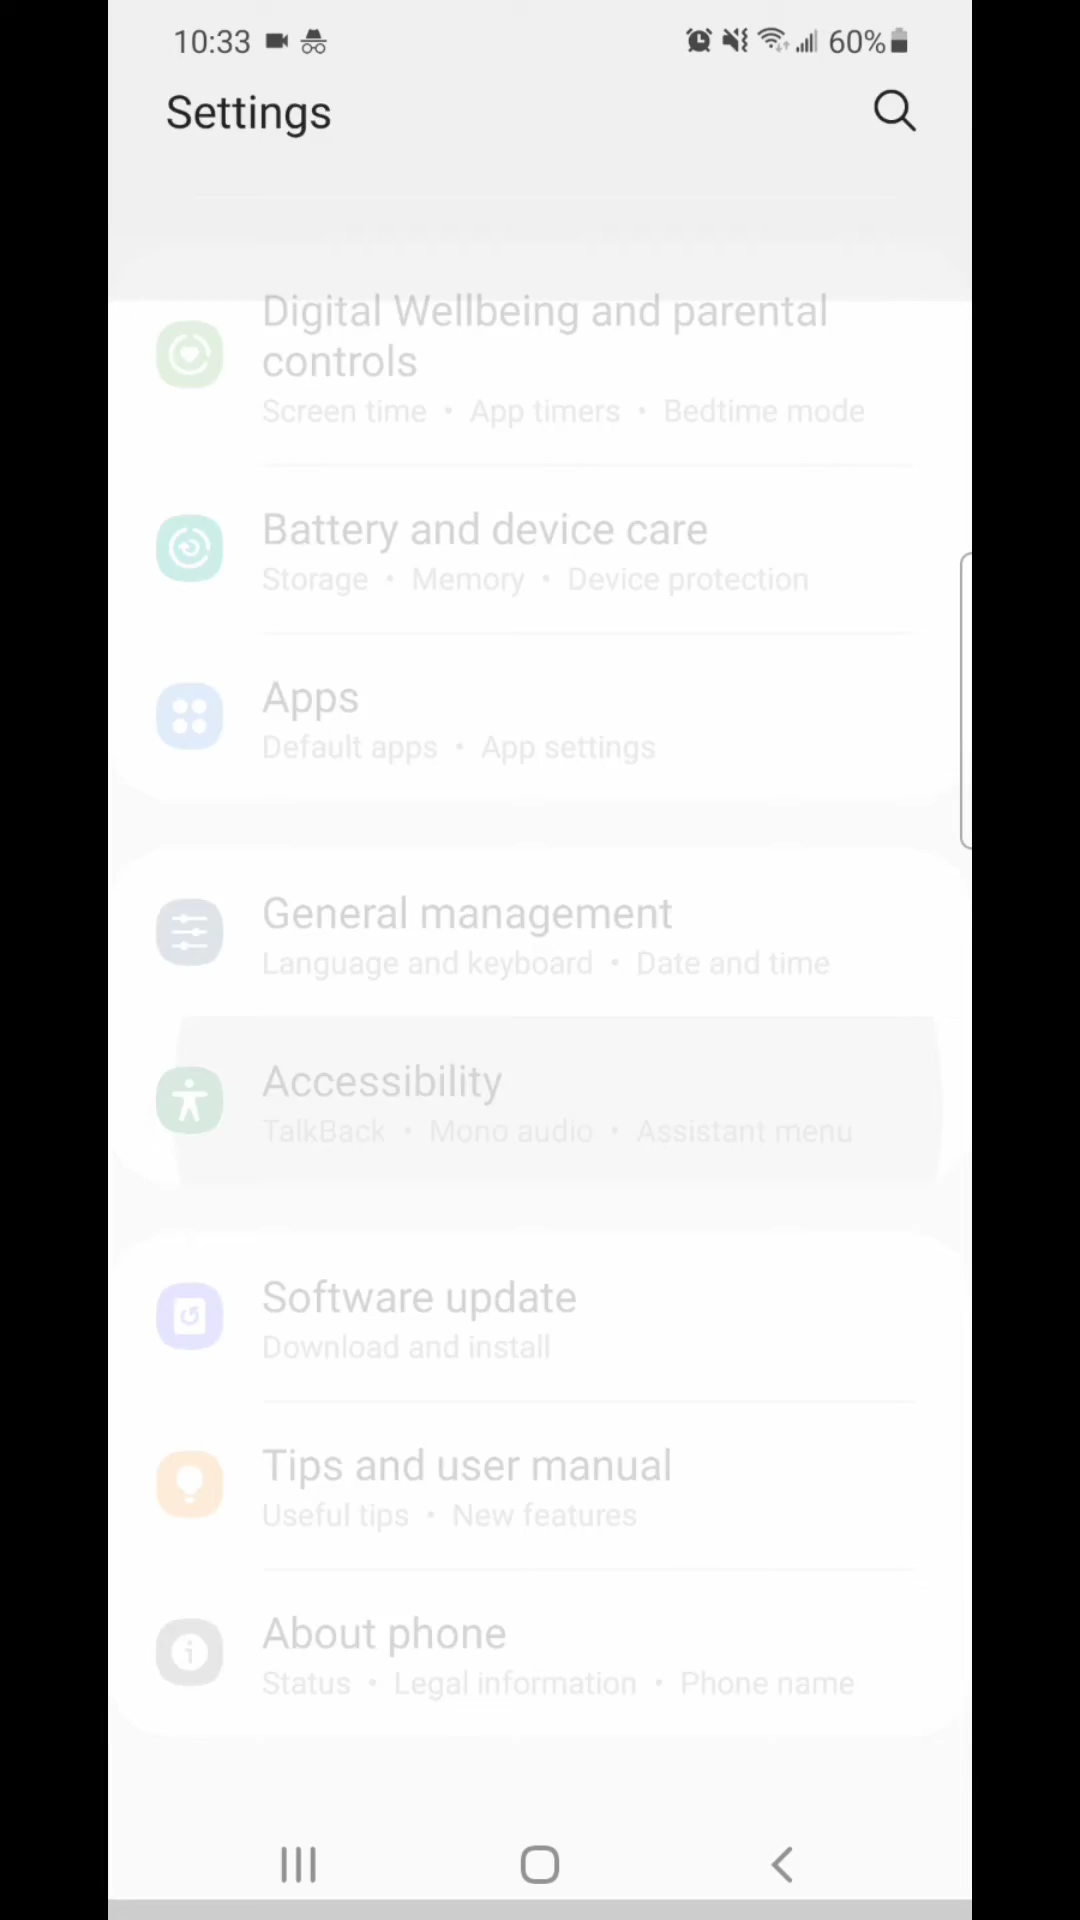 10:33 60%
Settings
Digital Wellbeing and parental
controls
Screen time • App timers • Bedtime mode
Battery and device care
Storage • Memory • Device protection
Apps
Default apps • App settings
General management
Language and keyboard • Date and time
Accessibility
TalkBack • Mono audio • Assistant menu
Software update
Download and install
Tips and user manual
Useful tips • New features
About phone
Status • Legal information • Phone name